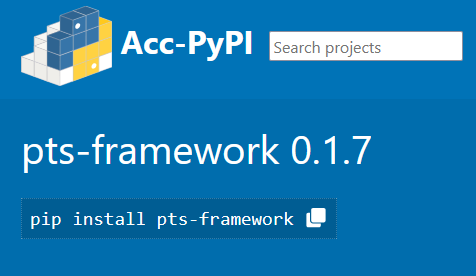 Acc-PyPI
Search projects
pts-framework 0.1.7
pip install pts-framework